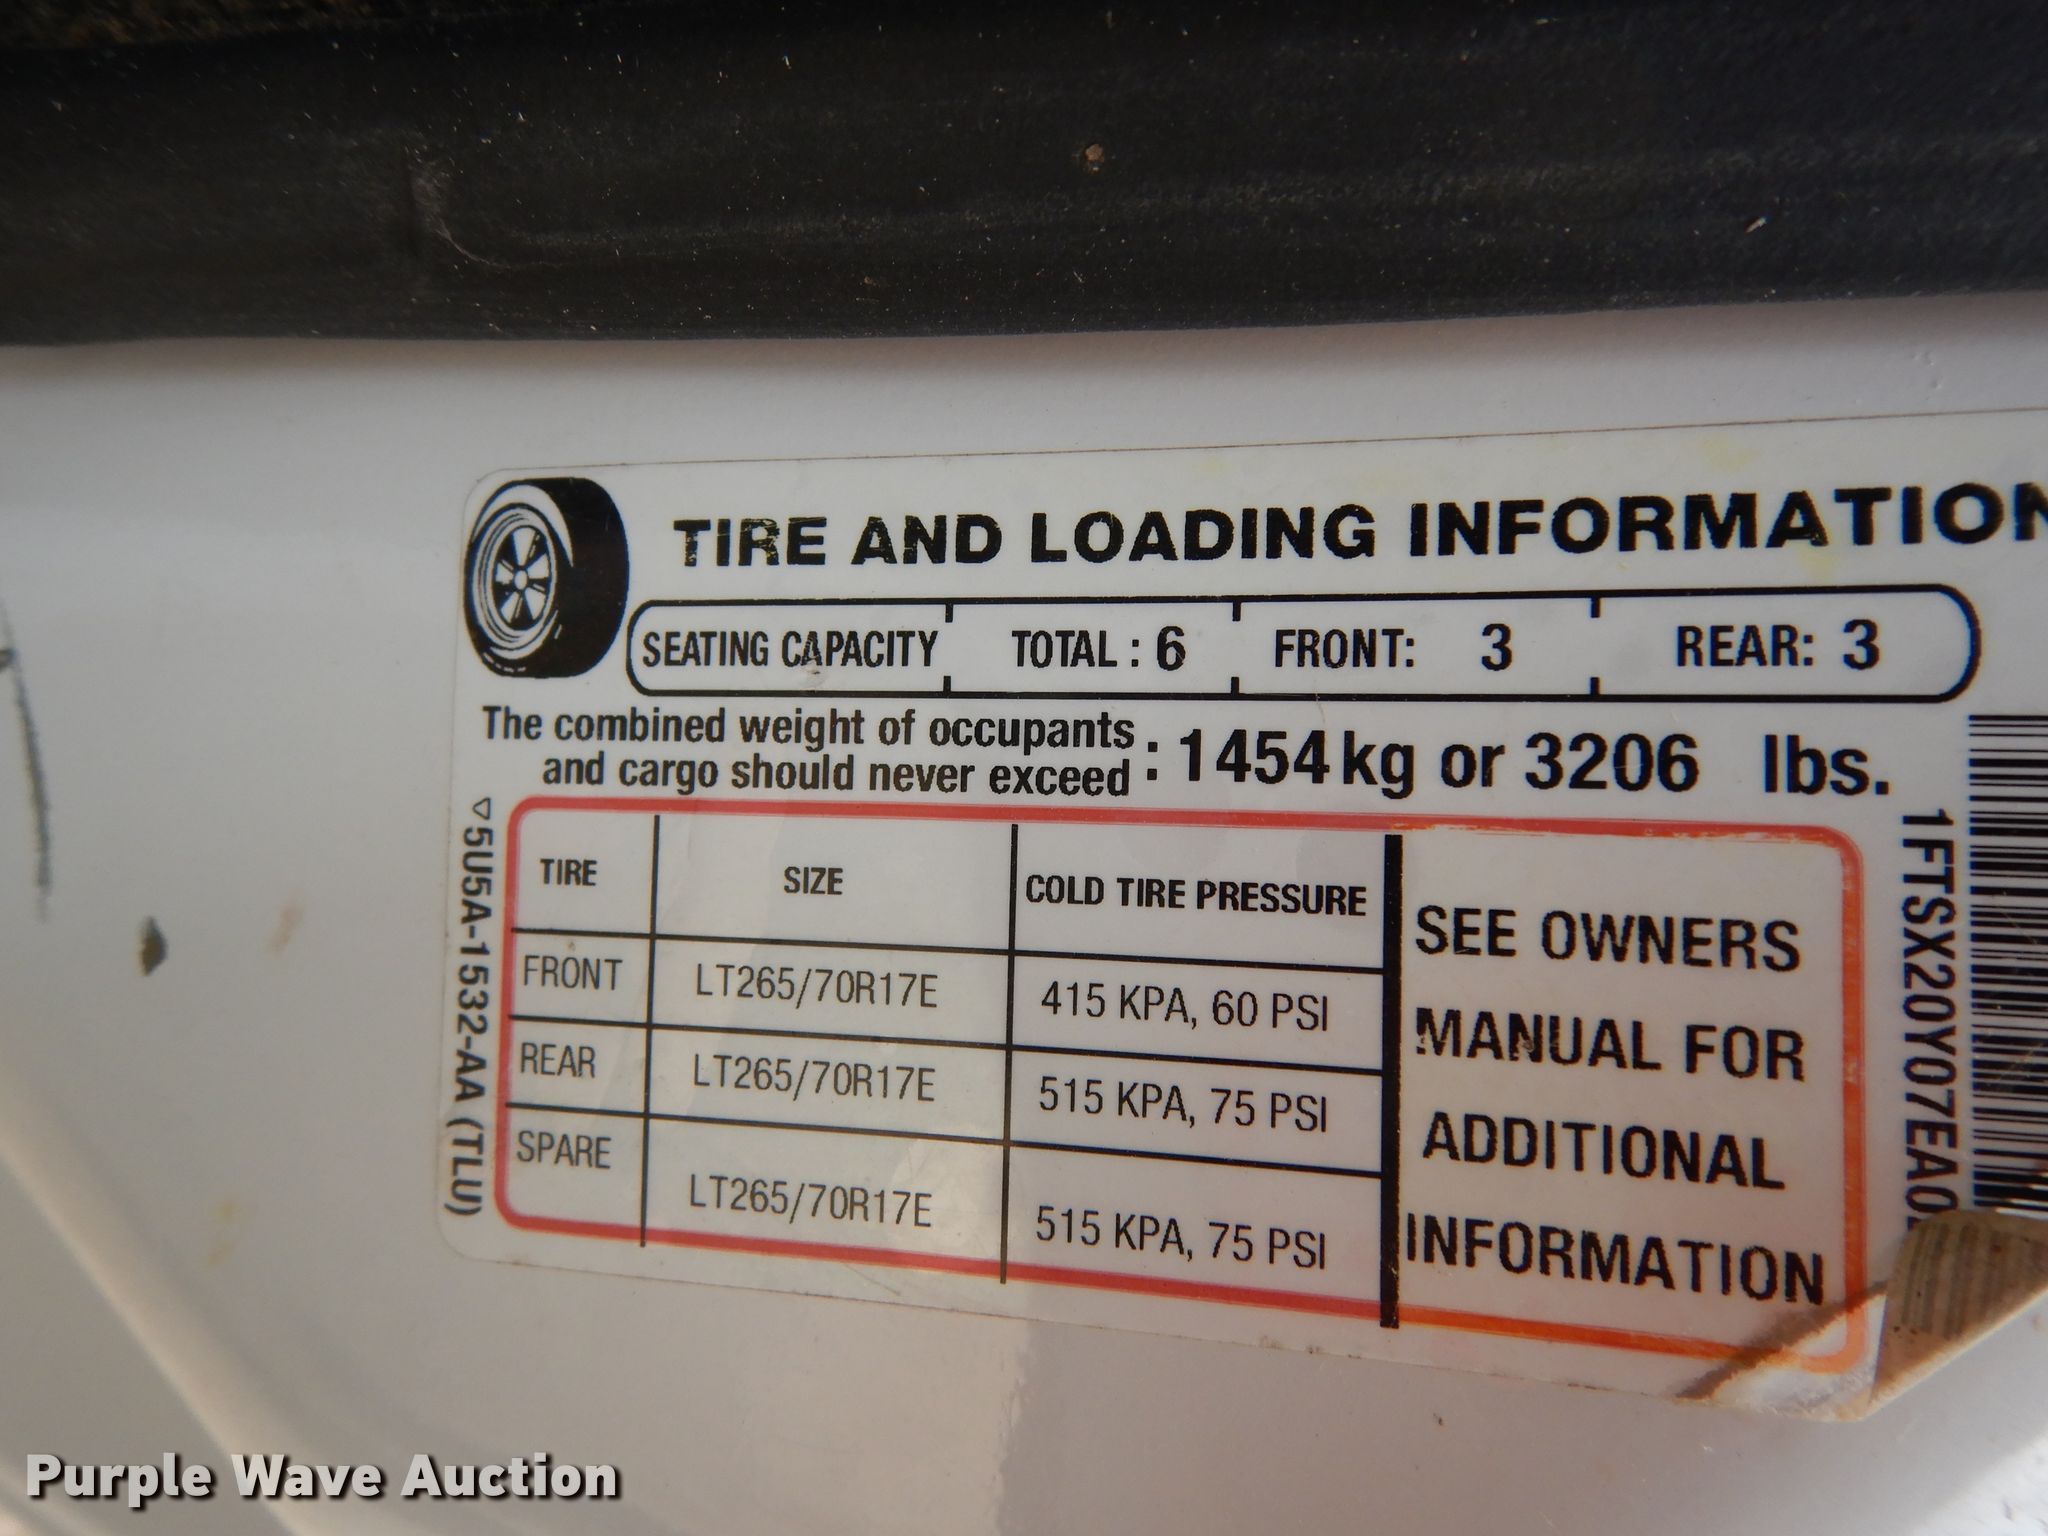 TIRE AND LOADING INFORMATION
SEATING CAPACITY TOTAL : 6 FRONT: 3 REAR: 3
The combined weight of occupants
and cargo should never exceed : 1454 kg or 3206 lbs.
TIRE SIZE COLD TIRE PRESSURE
FRONT LT265/70R17E 415 KPA, 60 PSI
REAR LT265/70R17E 515 KPA, 75 PSI
SPARE LT265/70R17E 515 KPA, 75 PSI
SEE OWNERS
MANUAL FOR
ADDITIONAL
INFORMATION
5U5A-1532-AA (TLU)
1FTSX20Y07EA0
Purple Wave Auction